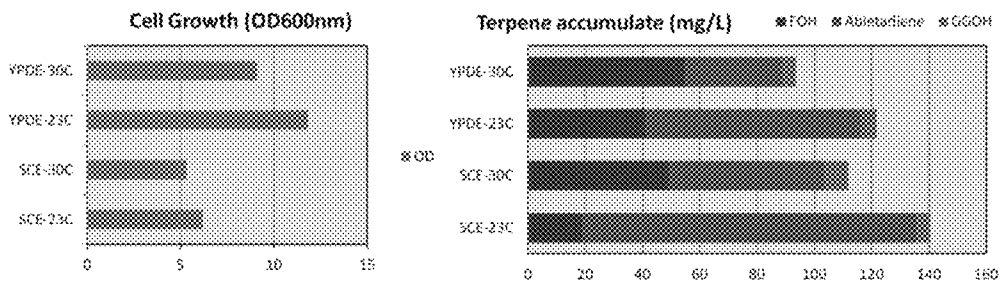 Cell Growth (OD600nm)
YPDE-30C
YPDE-23C
SCE-30C
SCE-23C
0 5 10 15
OD
Terpene accumulate (mg/L)
FOH Abietadiene GGOH
YPDE-30C
YPDE-23C
SCE-30C
SCE-23C
0 20 40 60 80 100 120 140 160